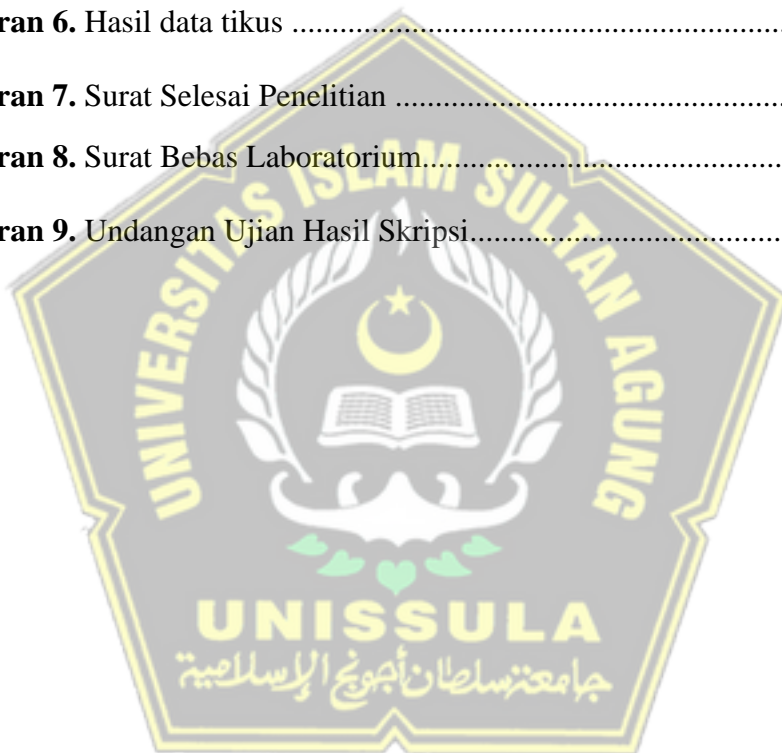 ran 6. Hasil data tikus ................................................................
ran 7. Surat Selesai Penelitian ...................................................
ran 8. Surat Bebas Laboratorium................................................
ran 9. Undangan Ujian Hasil Skripsi..........................................
UNIVERSITAS ISLAM SULTAN AGUNG
UNISSULA
جامعة سلطان أجونج الإسلامية